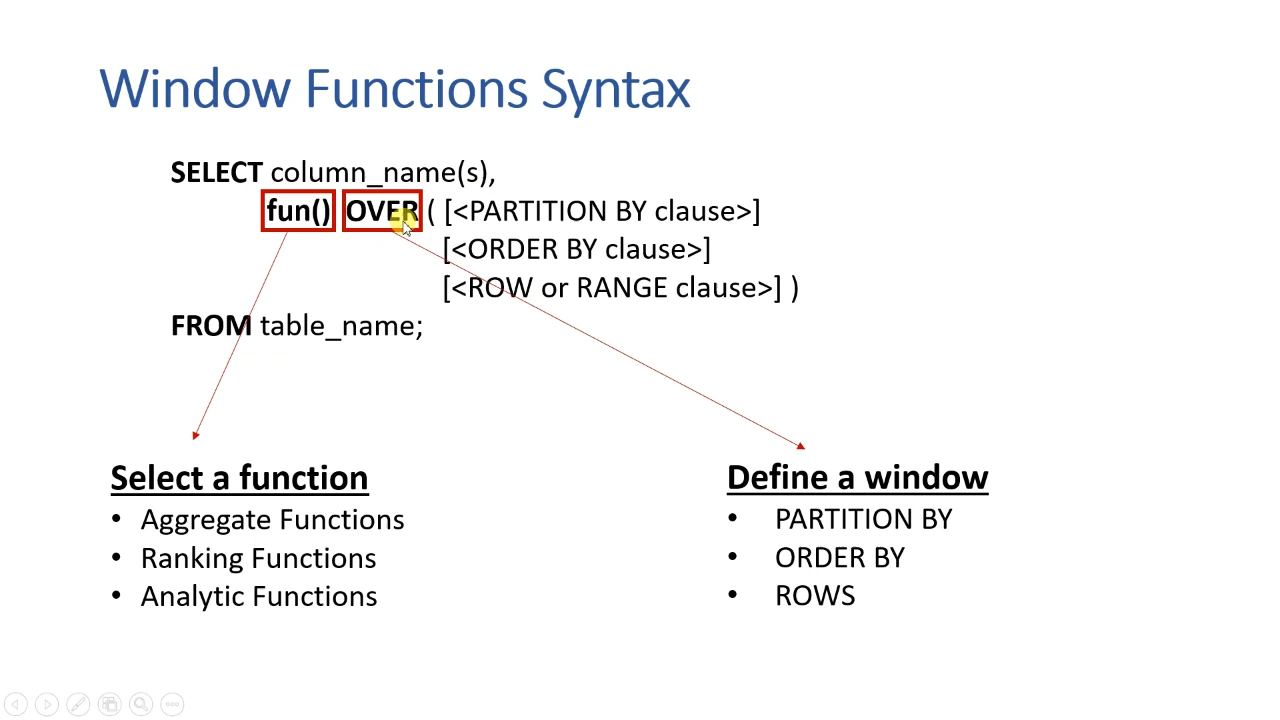 Window Functions Syntax
SELECT column_name(s),
fun() OVER ( [<PARTITION BY clause>]
[<ORDER BY clause>]
[<ROW or RANGE clause>] )
FROM table_name;
Select a function
• Aggregate Functions
• Ranking Functions
• Analytic Functions
Define a window
• PARTITION BY
• ORDER BY
• ROWS